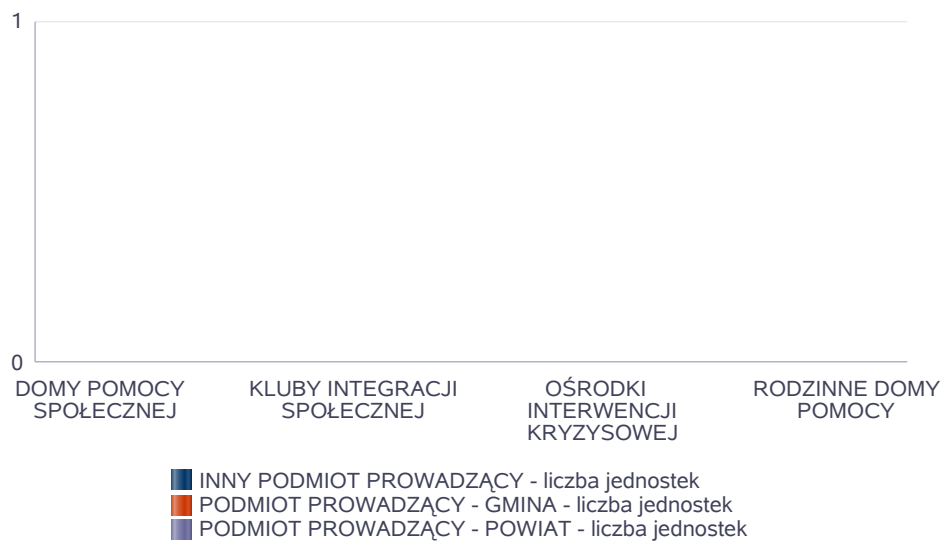 1
0
DOMY POMOCY KLUBY INTEGRACJI OŚRODKI RODZINNE DOMY
SPOŁECZNEJ SPOŁECZNEJ INTERWENCJI POMOCY
KRYZYSOWEJ
INNY PODMIOT PROWADZĄCY - liczba jednostek
PODMIOT PROWADZĄCY - GMINA - liczba jednostek
PODMIOT PROWADZĄCY - POWIAT - liczba jednostek